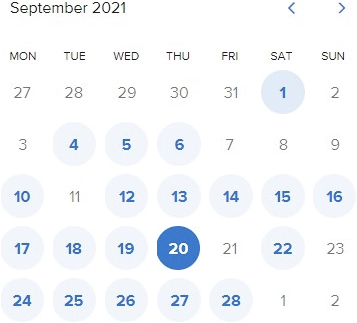 September 2021
MON TUE WED THU FRI SAT SUN
27 28 29 30 31 1 2
3 4 5 6 7 8 9
10 11 12 13 14 15 16
17 18 19 20 21 22 23
24 25 26 27 28 1 2